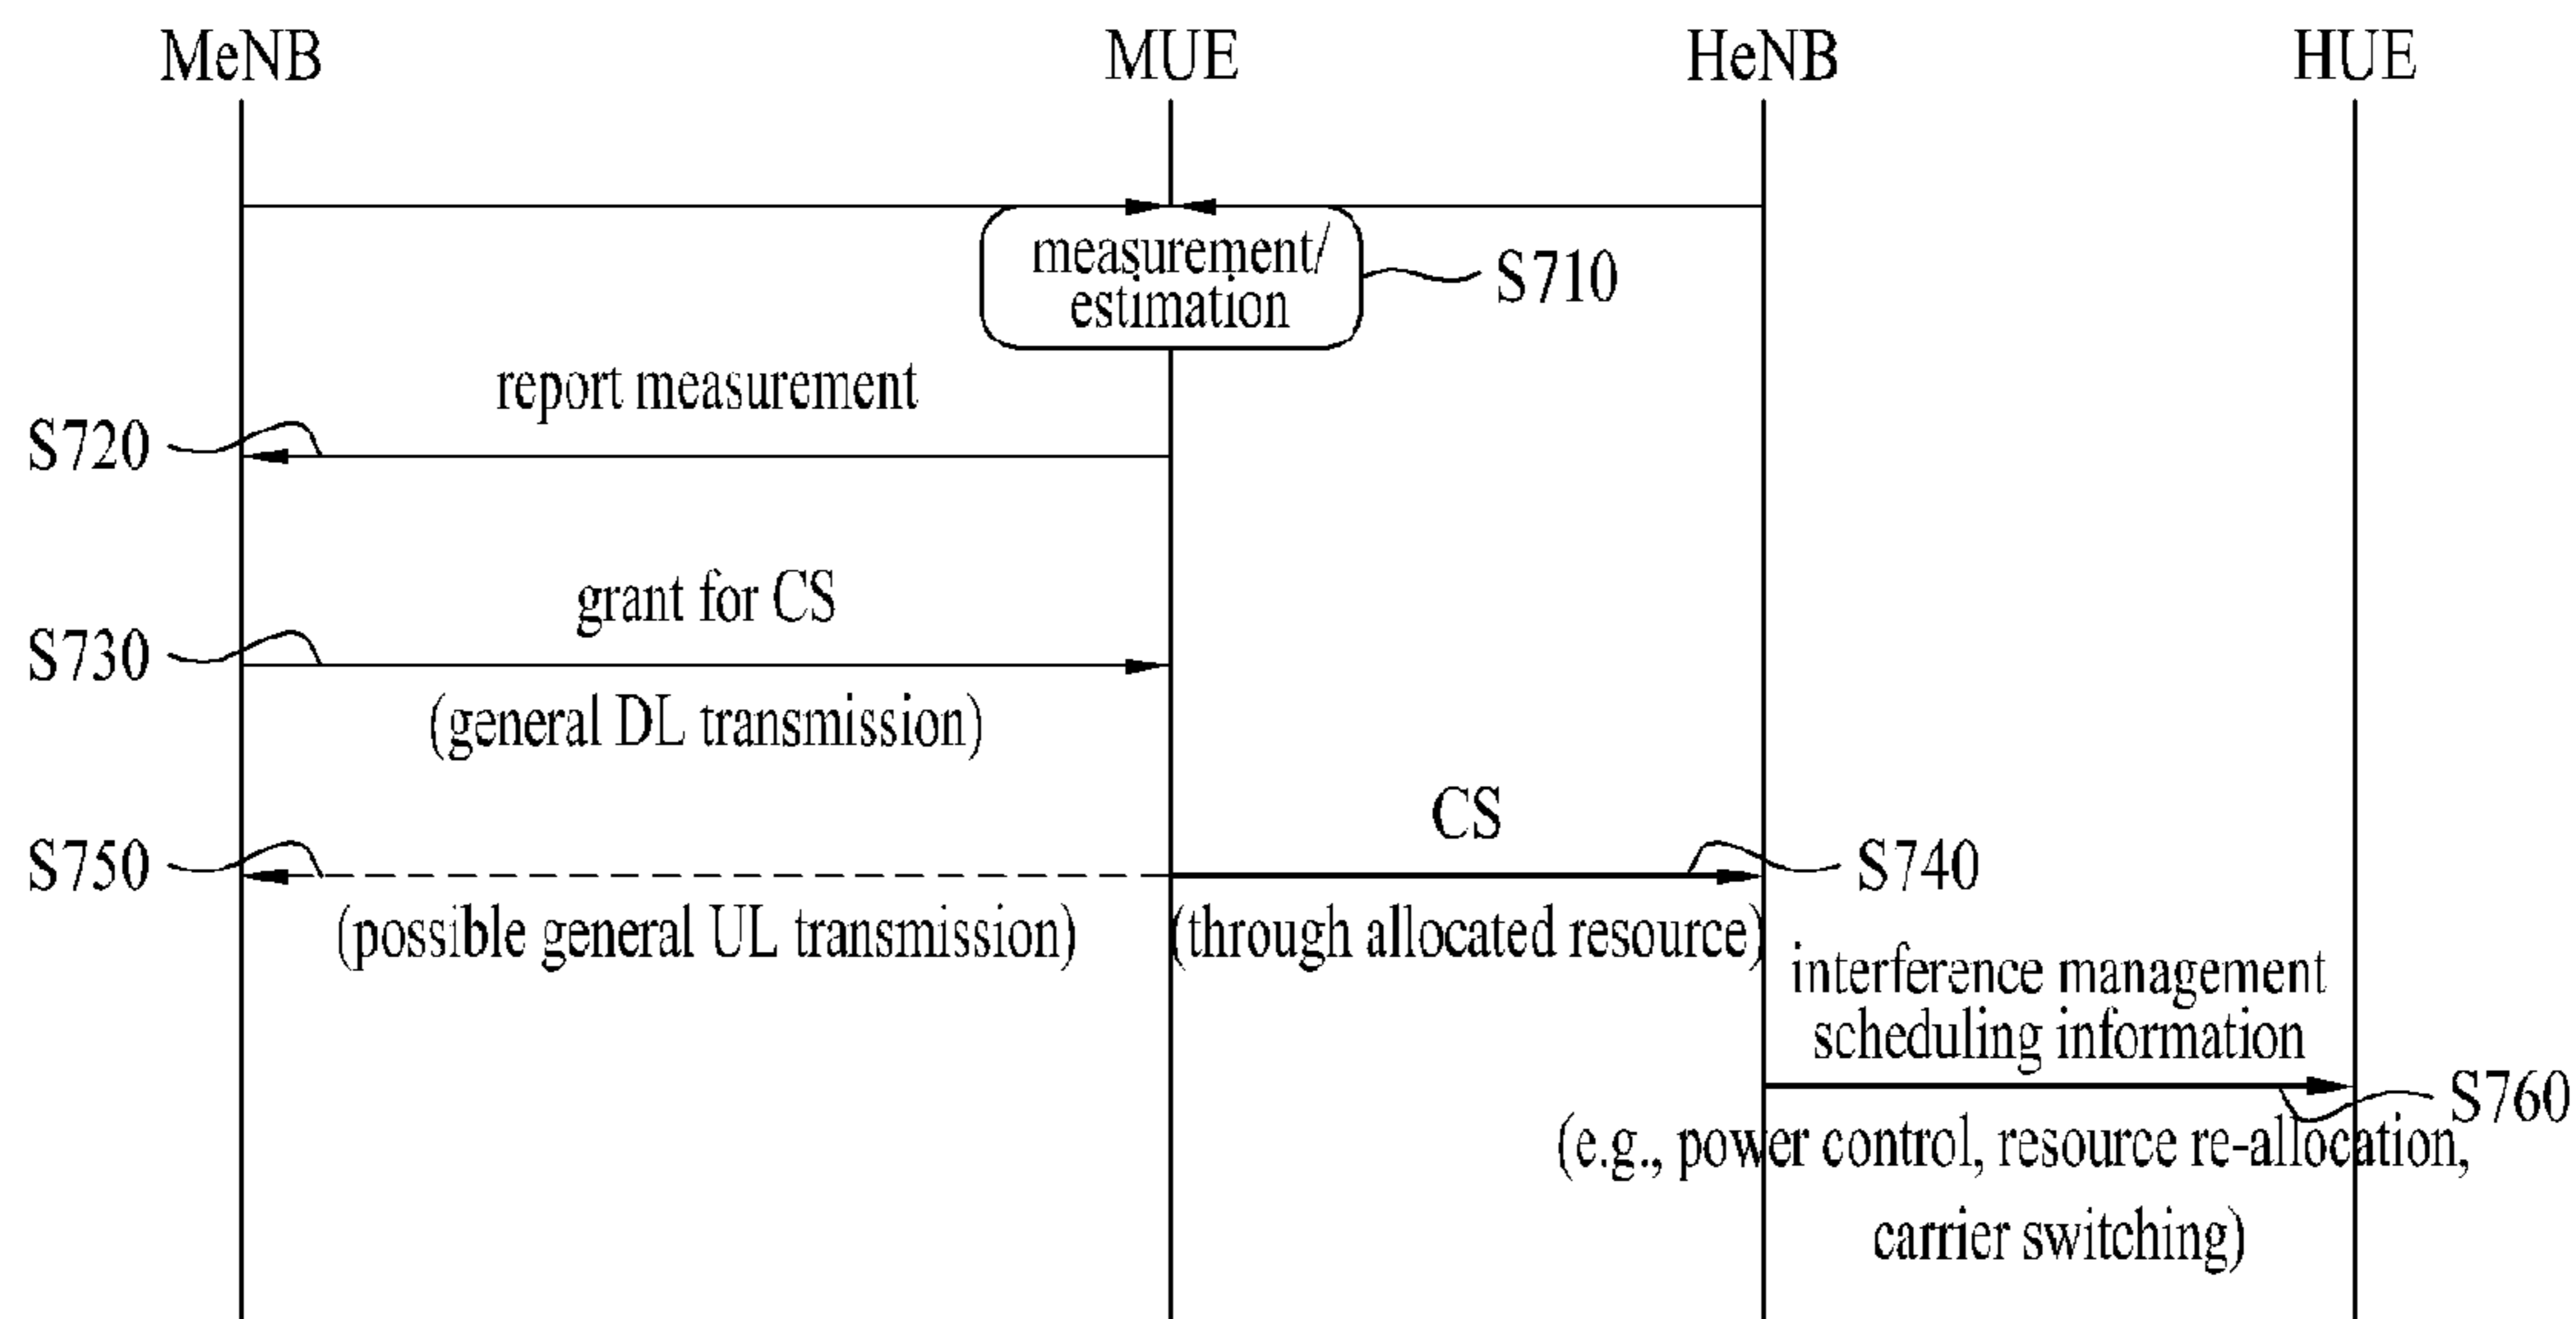 MeNB
MUE
HeNB
HUE
measurement/
estimation
S710
report measurement
S720
grant for CS
S730
(general DL transmission)
CS
S750
S740
(possible general UL transmission)
(through allocated resource)
interference management
scheduling information
S760
(e.g., power control, resource re-allocation,
carrier switching)